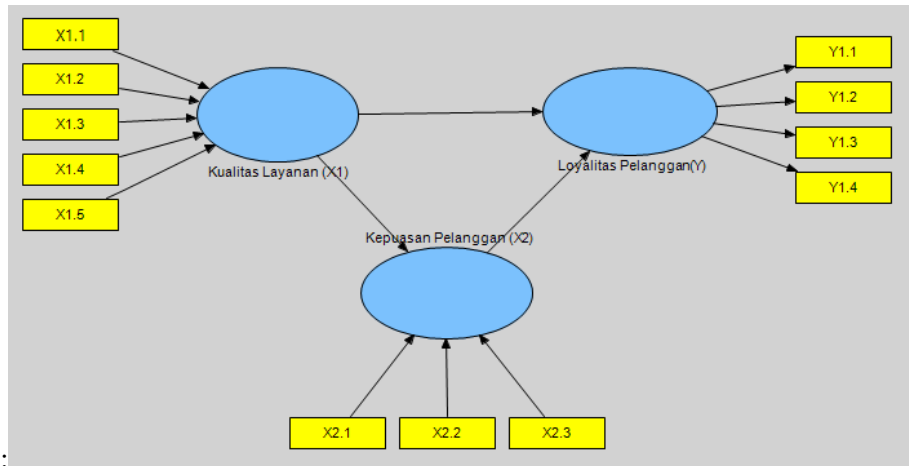 X1.1
X1.2
X1.3
X1.4
X1.5
Kualitas Layanan (X1)
Y1.1
Y1.2
Y1.3
Y1.4
Loyalitas Pelanggan(Y)
Kepuasan Pelanggan (X2)
X2.1
X2.2
X2.3
: